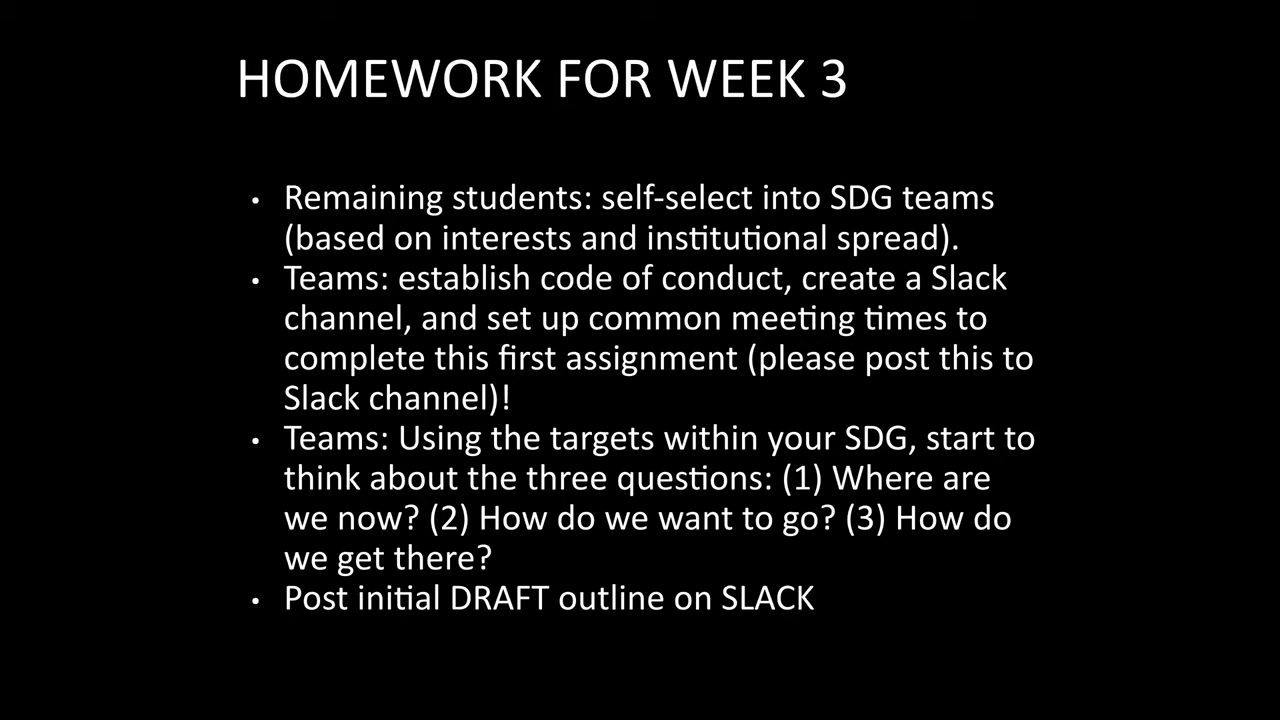 HOMEWORK FOR WEEK 3
• Remaining students: self-select into SDG teams
(based on interests and institutional spread).
• Teams: establish code of conduct, create a Slack
channel, and set up common meeting times to
complete this first assignment (please post this to
Slack channel)!
• Teams: Using the targets within your SDG, start to
think about the three questions: (1) Where are
we now? (2) How do we want to go? (3) How do
we get there?
• Post initial DRAFT outline on SLACK